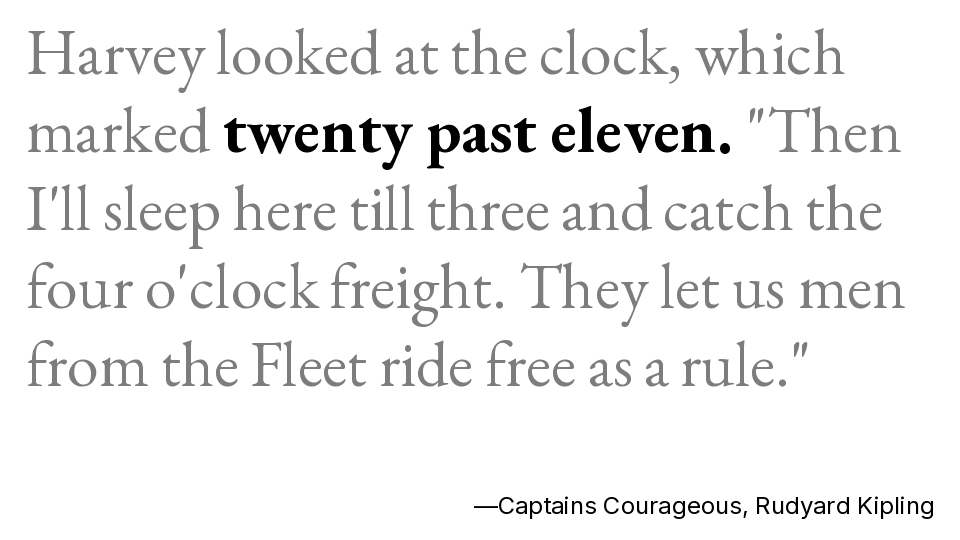 Harvey looked at the clock, which
marked twenty past eleven. "Then
I'll sleep here till three and catch the
four o'clock freight. They let us men
from the Fleet ride free as a rule."
—Captains Courageous, Rudyard Kipling